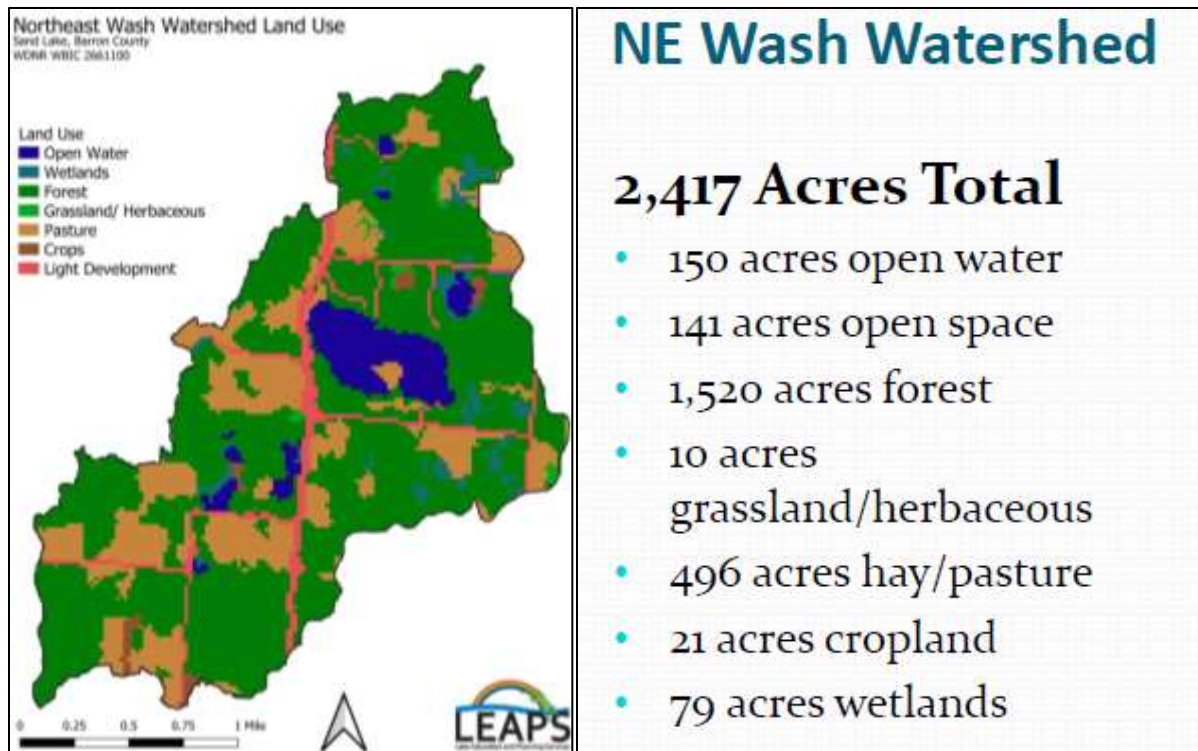 Northeast Wash Watershed Land Use
Sand Lake, Barron County
WDNR WBIC 2661100
Land Use
Open Water
Wetlands
Forest
Grassland/ Herbaceous
Pasture
Crops
Light Development
0 0.25 0.5 0.75 1 Mile
LEAPS
NE Wash Watershed
2,417 Acres Total
• 150 acres open water
• 141 acres open space
• 1,520 acres forest
• 10 acres
grassland/herbaceous
• 496 acres hay/pasture
• 21 acres cropland
• 79 acres wetlands